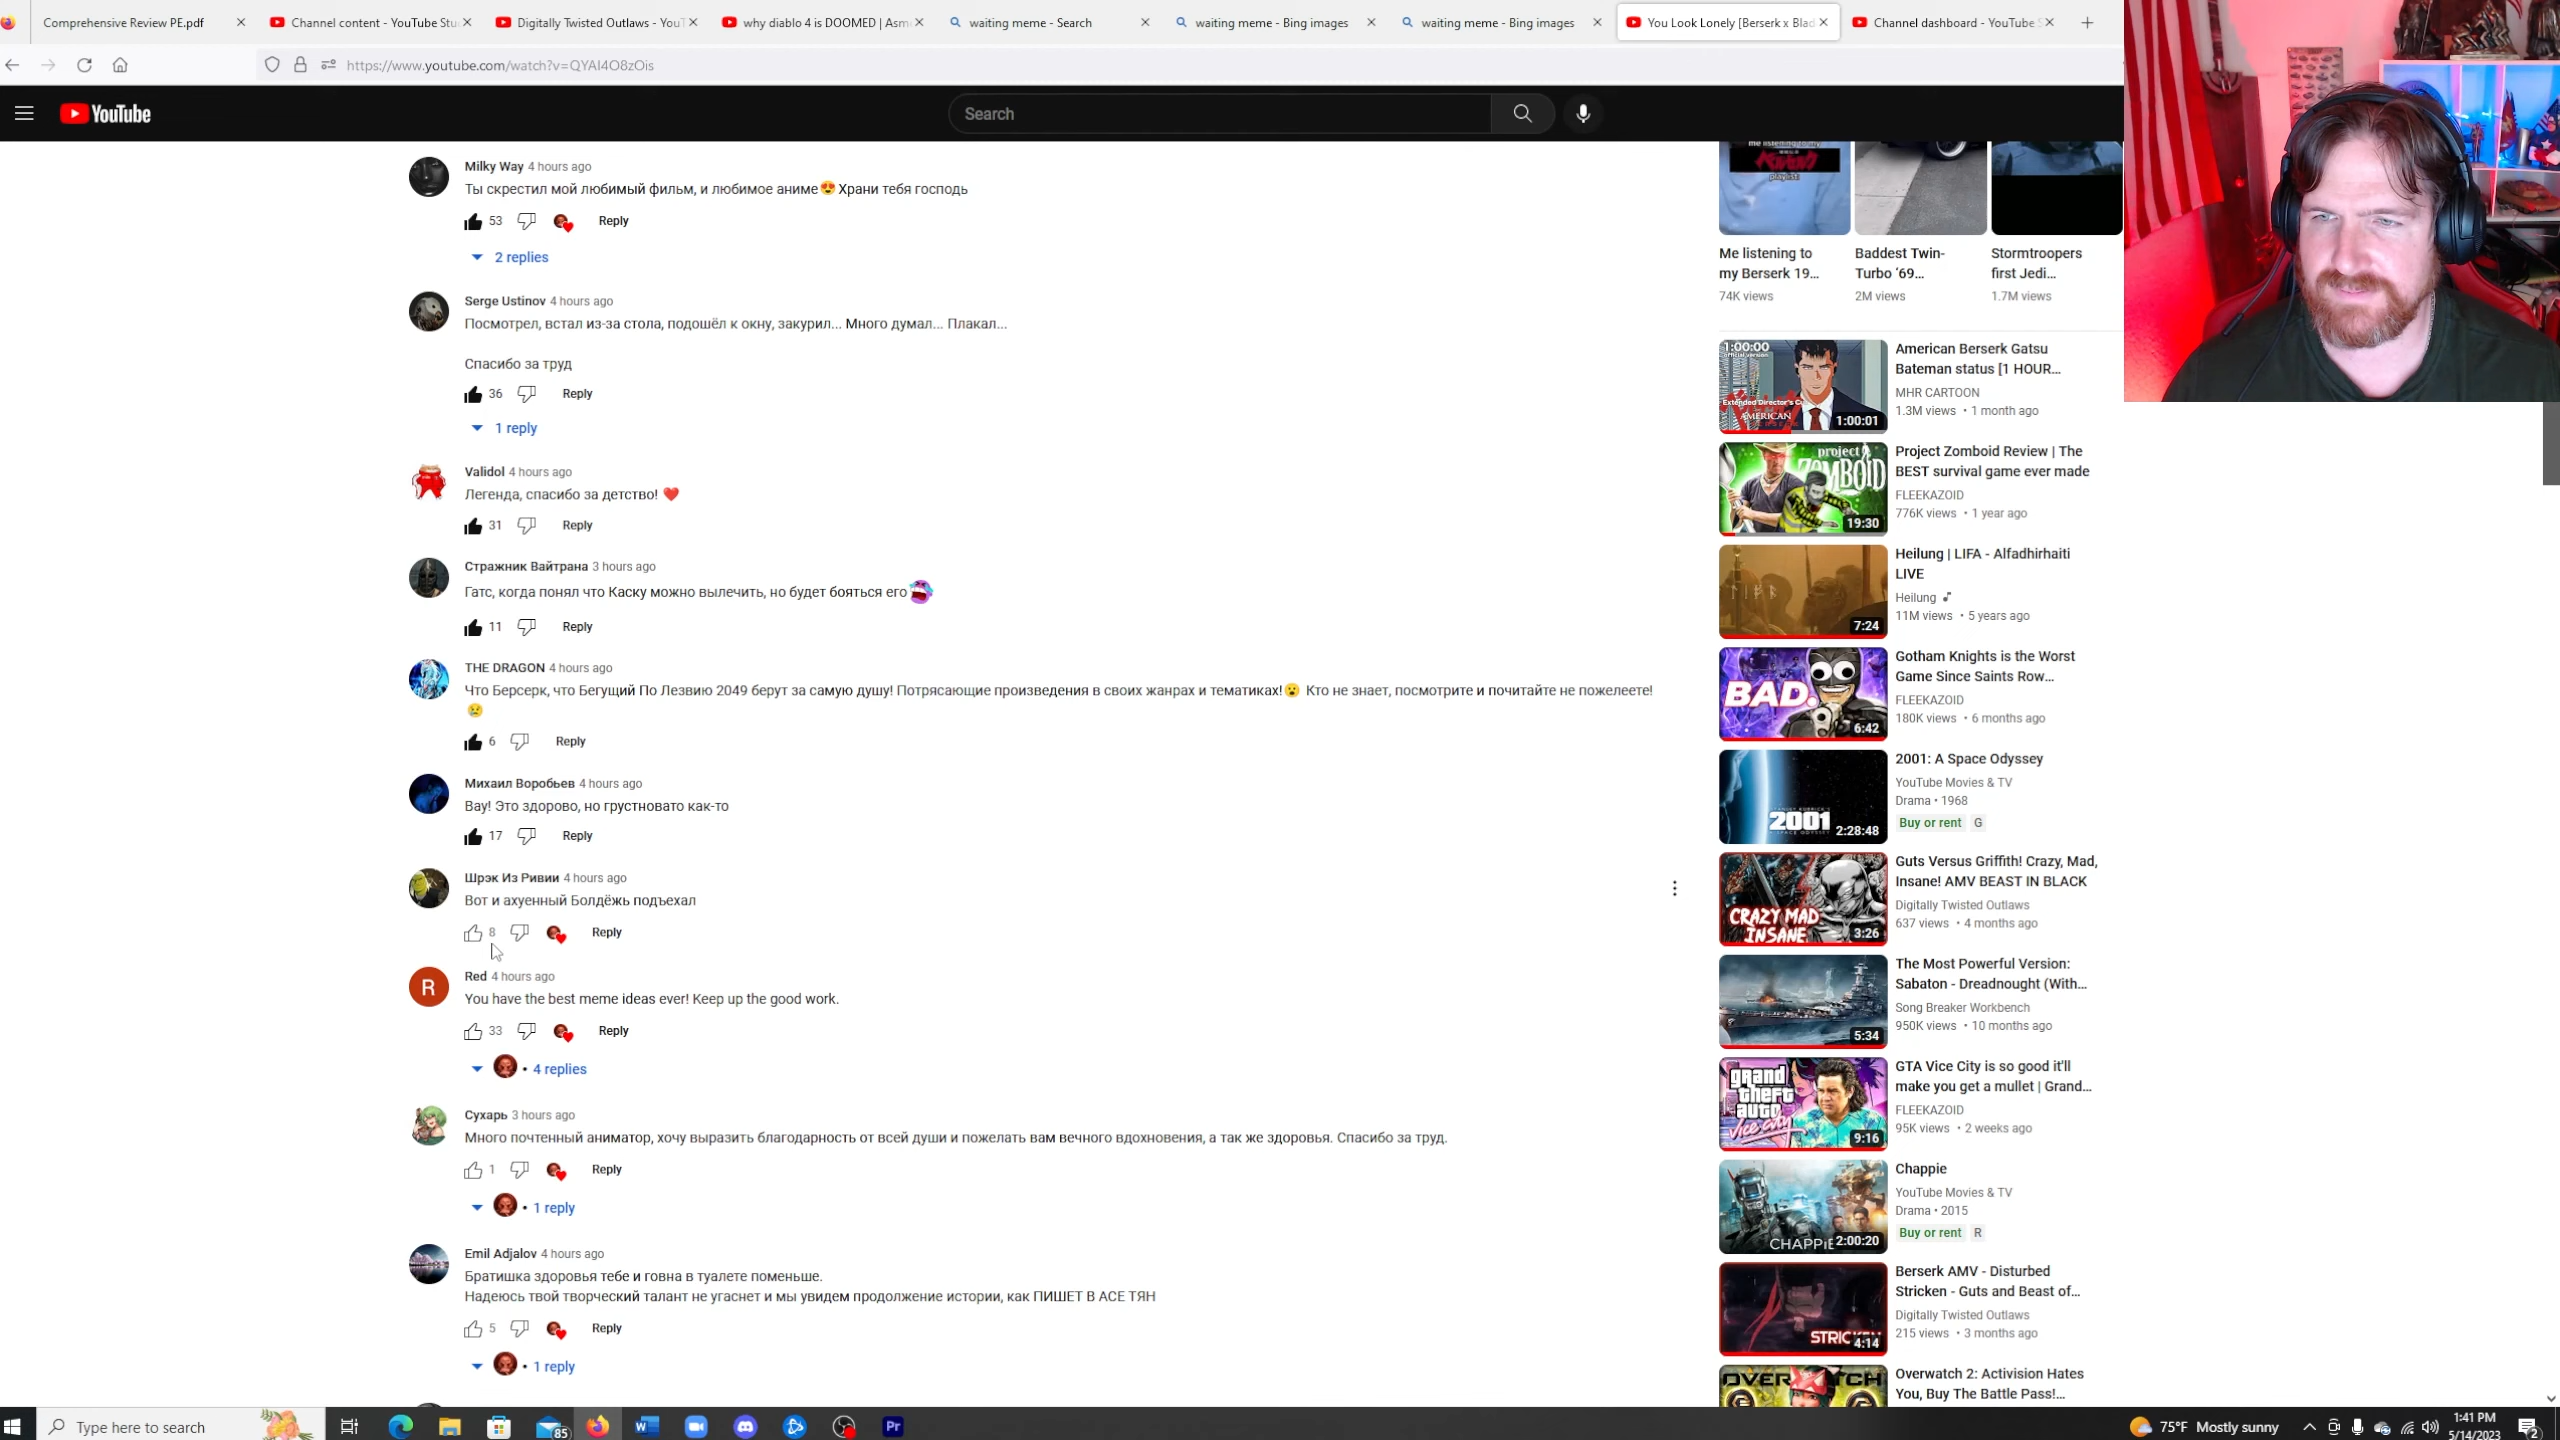 Comprehensive Review PE.pdf
Channel content - YouTube Stu
Digitally Twisted Outlaws - YouT
why diablo 4 is DOOMED | Asm
waiting meme - Search
waiting meme - Bing images
waiting meme - Bing images
You Look Lonely [Berserk x Blad
Channel dashboard - YouTube S
https://www.youtube.com/watch?v=QYAI4O8zOis
YouTube
Search
Milky Way 4 hours ago
Ты скрестил мой любимый фильм, и любимое аниме😍 Храни тебя господь
53 Reply
2 replies
Serge Ustinov 4 hours ago
Посмотрел, встал из-за стола, подошёл к окну, закурил... Много думал... Плакал...
Спасибо за труд
36 Reply
1 reply
Validol 4 hours ago
Легенда, спасибо за детство! ❤️
31 Reply
Стражник Вайтрана 3 hours ago
Гатс, когда понял что Каску можно вылечить, но будет бояться его
11 Reply
THE DRAGON 4 hours ago
Что Берсерк, что Бегущий По Лезвию 2049 берут за самую душу! Потрясающие произведения в своих жанрах и тематиках!😮 Кто не знает, посмотрите и почитайте не пожелеете!
😢
6 Reply
Михаил Воробьев 4 hours ago
Вау! Это здорово, но грустновато как-то
17 Reply
Шрэк Из Ривии 4 hours ago
Вот и ахуенный Болдёжь подъехал
8 Reply
Red 4 hours ago
R
You have the best meme ideas ever! Keep up the good work.
33 Reply
4 replies
Сухарь 3 hours ago
Много почтенный аниматор, хочу выразить благодарность от всей души и пожелать вам вечного вдохновения, а так же здоровья. Спасибо за труд.
1 Reply
1 reply
Emil Adjalov 4 hours ago
Братишка здоровья тебе и говна в туалете поменьше.
Надеюсь твой творческий талант не угаснет и мы увидем продолжение истории, как ПИШЕТ В АСЕ ТЯН
5 Reply
1 reply
me listening to my
playlist:
Me listening to
my Berserk 19...
74K views
Baddest Twin-
Turbo '69...
2M views
Stormtroopers
first Jedi...
1.7M views
1:00:00
Extended Director's Cu
AMERICAN
1:00:01
American Berserk Gatsu
Bateman status [1 HOUR...
MHR CARTOON
1.3M views • 1 month ago
project
ZOMBOID
19:30
Project Zomboid Review | The
BEST survival game ever made
FLEEKAZOID
776K views • 1 year ago
7:24
Heilung | LIFA - Alfadhirhaiti
LIVE
Heilung
11M views • 5 years ago
BAD.
6:42
Gotham Knights is the Worst
Game Since Saints Row...
FLEEKAZOID
180K views • 6 months ago
2001
2:28:48
2001: A Space Odyssey
YouTube Movies & TV
Drama • 1968
Buy or rent G
CRAZY MAD
INSANE
3:26
Guts Versus Griffith! Crazy, Mad,
Insane! AMV BEAST IN BLACK
Digitally Twisted Outlaws
637 views • 4 months ago
5:34
The Most Powerful Version:
Sabaton - Dreadnought (With...
Song Breaker Workbench
950K views • 10 months ago
grand
theft
auto
vice city
9:16
GTA Vice City is so good it'll
make you get a mullet | Grand...
FLEEKAZOID
95K views • 2 weeks ago
CHAPPiE
2:00:20
Chappie
YouTube Movies & TV
Drama • 2015
Buy or rent R
4:14
Berserk AMV - Disturbed
Stricken - Guts and Beast of...
Digitally Twisted Outlaws
215 views • 3 months ago
Overwatch 2: Activision Hates
You, Buy The Battle Pass!...
Type here to search
85
W
Pr
75°F Mostly sunny
1:41 PM
5/14/2023
2